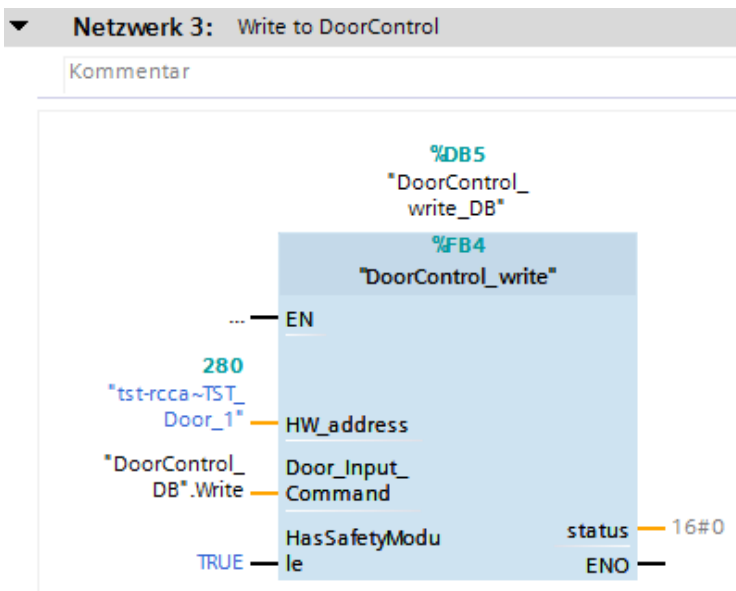 Netzwerk 3: Write to DoorControl
Kommentar
%DB5
"DoorControl_
write_DB"
%FB4
"DoorControl_write"
... EN
280
"tst-rcca~TST_
Door_1" HW_address
"DoorControl_
DB".Write
Door_Input_
Command
HasSafetyModu
le
TRUE
status 16#0
ENO